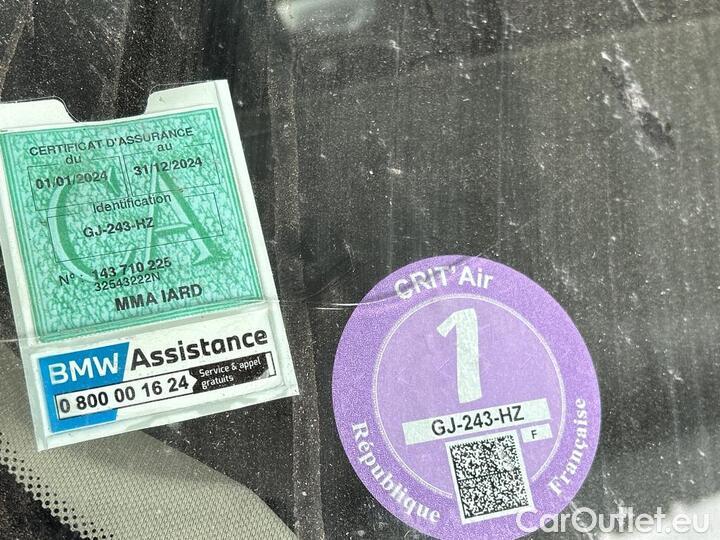 CERTIFICAT D'ASSURANCE
du au
01/01/2024 31/12/2024
Identification
GJ-243-HZ
CA
N° : 143 710 225
32543222N
MMA IARD
BMW Assistance
0 800 00 16 24 Service & appel
gratuits
CRIT'Air
1
GJ-243-HZ
F
République Française
CarOutlet.eu